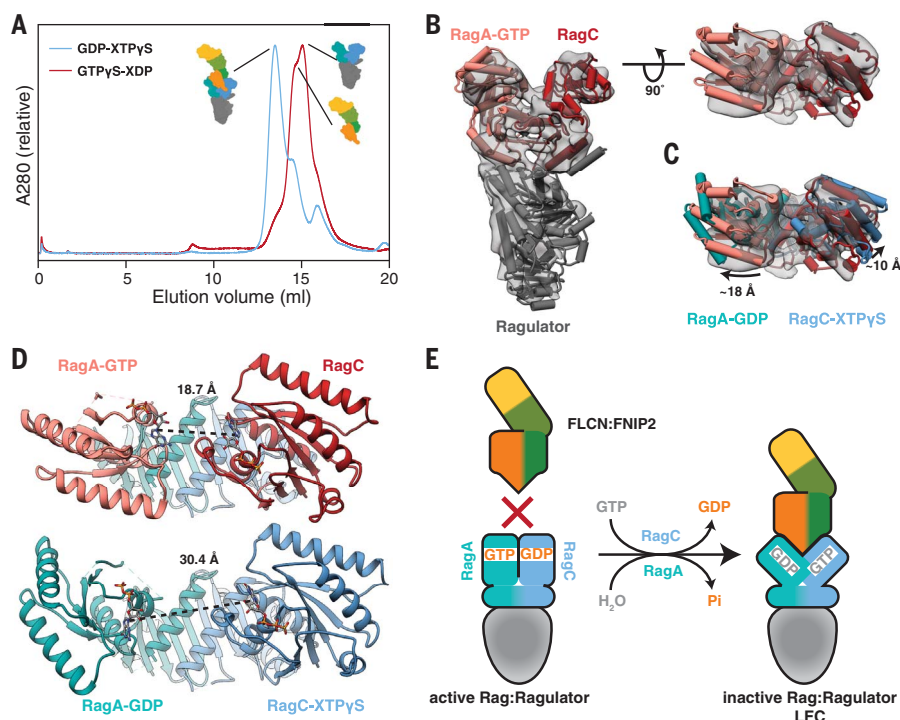 A
A280 (relative)
GDP-XTPγS
GTPγS-XDP
0
5
10
15
20
Elution volume (ml)
B
RagA-GTP
RagC
90°
Ragulator
C
~18 Å
~10 Å
RagA-GDP
RagC-XTPγS
D
RagA-GTP
RagC
18.7 Å
30.4 Å
RagA-GDP
RagC-XTPγS
E
FLCN:FNIP2
RagA
GTP
GDP
RagC
GTP
GDP
RagC
RagA
H₂O
Pi
GDP
GTP
active Rag:Ragulator
inactive Rag:Ragulator
LFC